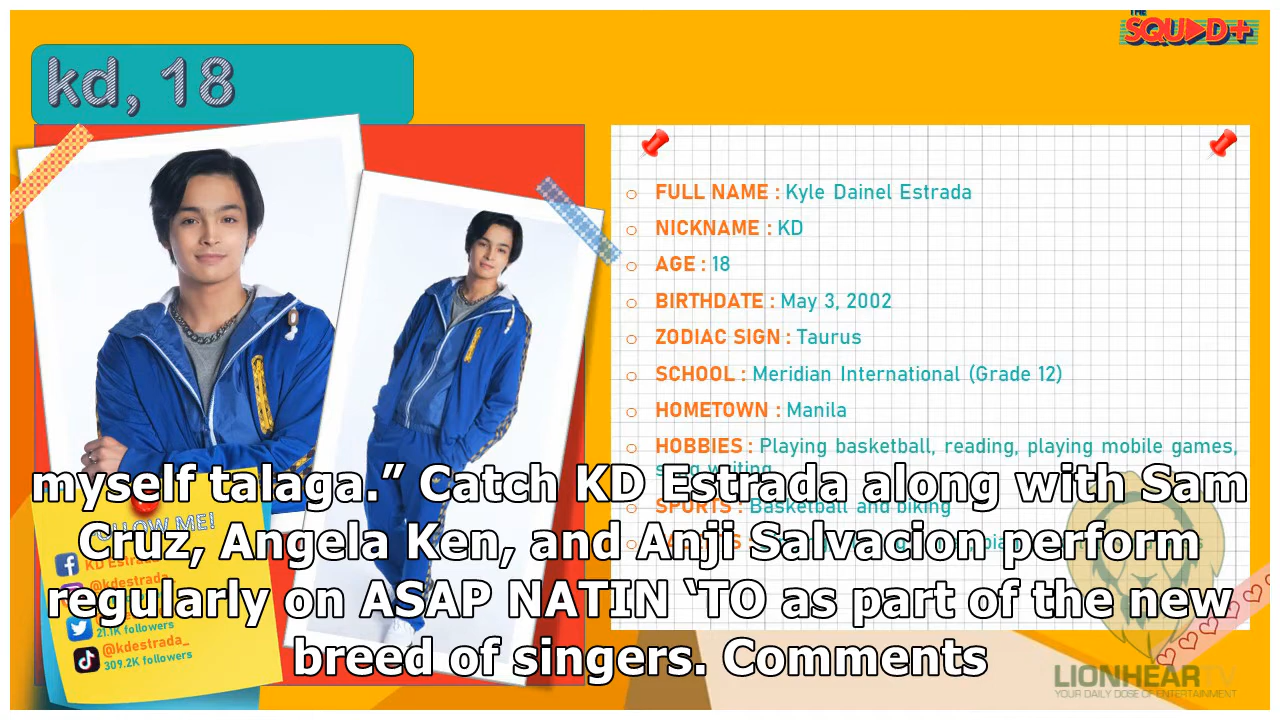 THE
SQUAD+
kd, 18
FULL NAME : Kyle Dainel Estrada
NICKNAME : KD
AGE : 18
BIRTHDATE : May 3, 2002
ZODIAC SIGN : Taurus
SCHOOL : Meridian International (Grade 12)
HOMETOWN : Manila
HOBBIES : Playing basketball, reading, playing mobile games,
SPORTS : Basketball and biking
myself talaga.” Catch KD Estrada along with Sam
Cruz, Angela Ken, and Anji Salvacion perform
regularly on ASAP NATIN ‘TO as part of the new
breed of singers. Comments
ME!
KD Estrada
@kdestrada_
21.1K followers
@kdestrada_
309.2K followers
LIONHEARTV
YOUR DAILY DOSE OF ENTERTAINMENT